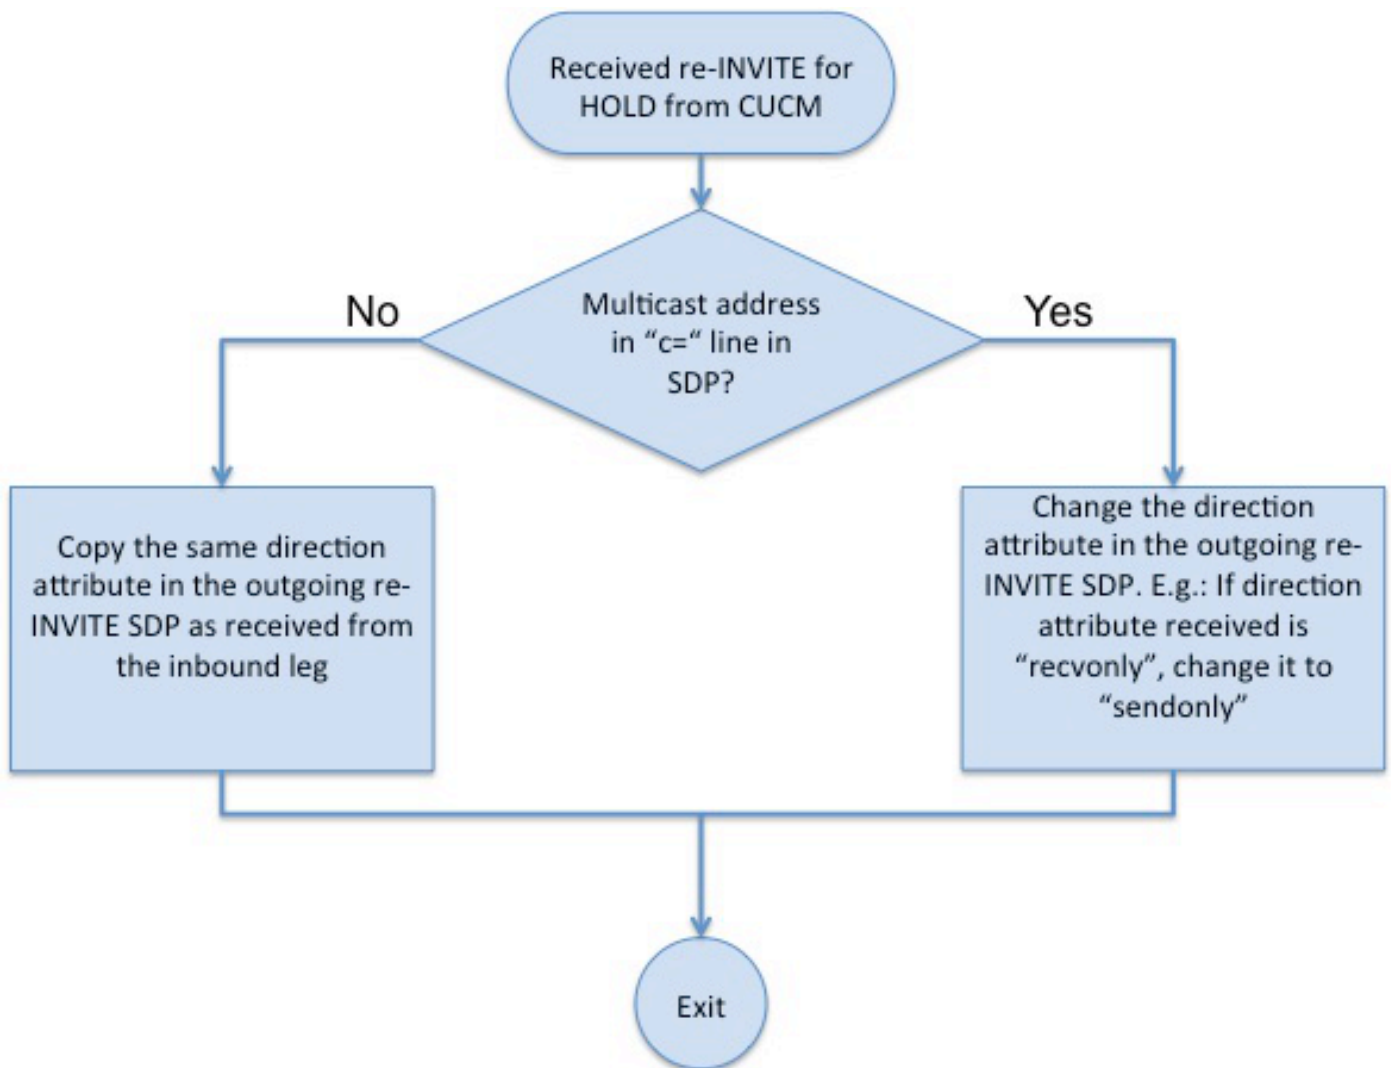 Received re-INVITE for
HOLD from CUCM
No
Multicast address
in “c=“ line in
SDP?
Yes
Copy the same direction
attribute in the outgoing re-
INVITE SDP as received from
the inbound leg
Change the direction
attribute in the outgoing re-
INVITE SDP. E.g.: If direction
attribute received is
“recvonly”, change it to
“sendonly”
Exit